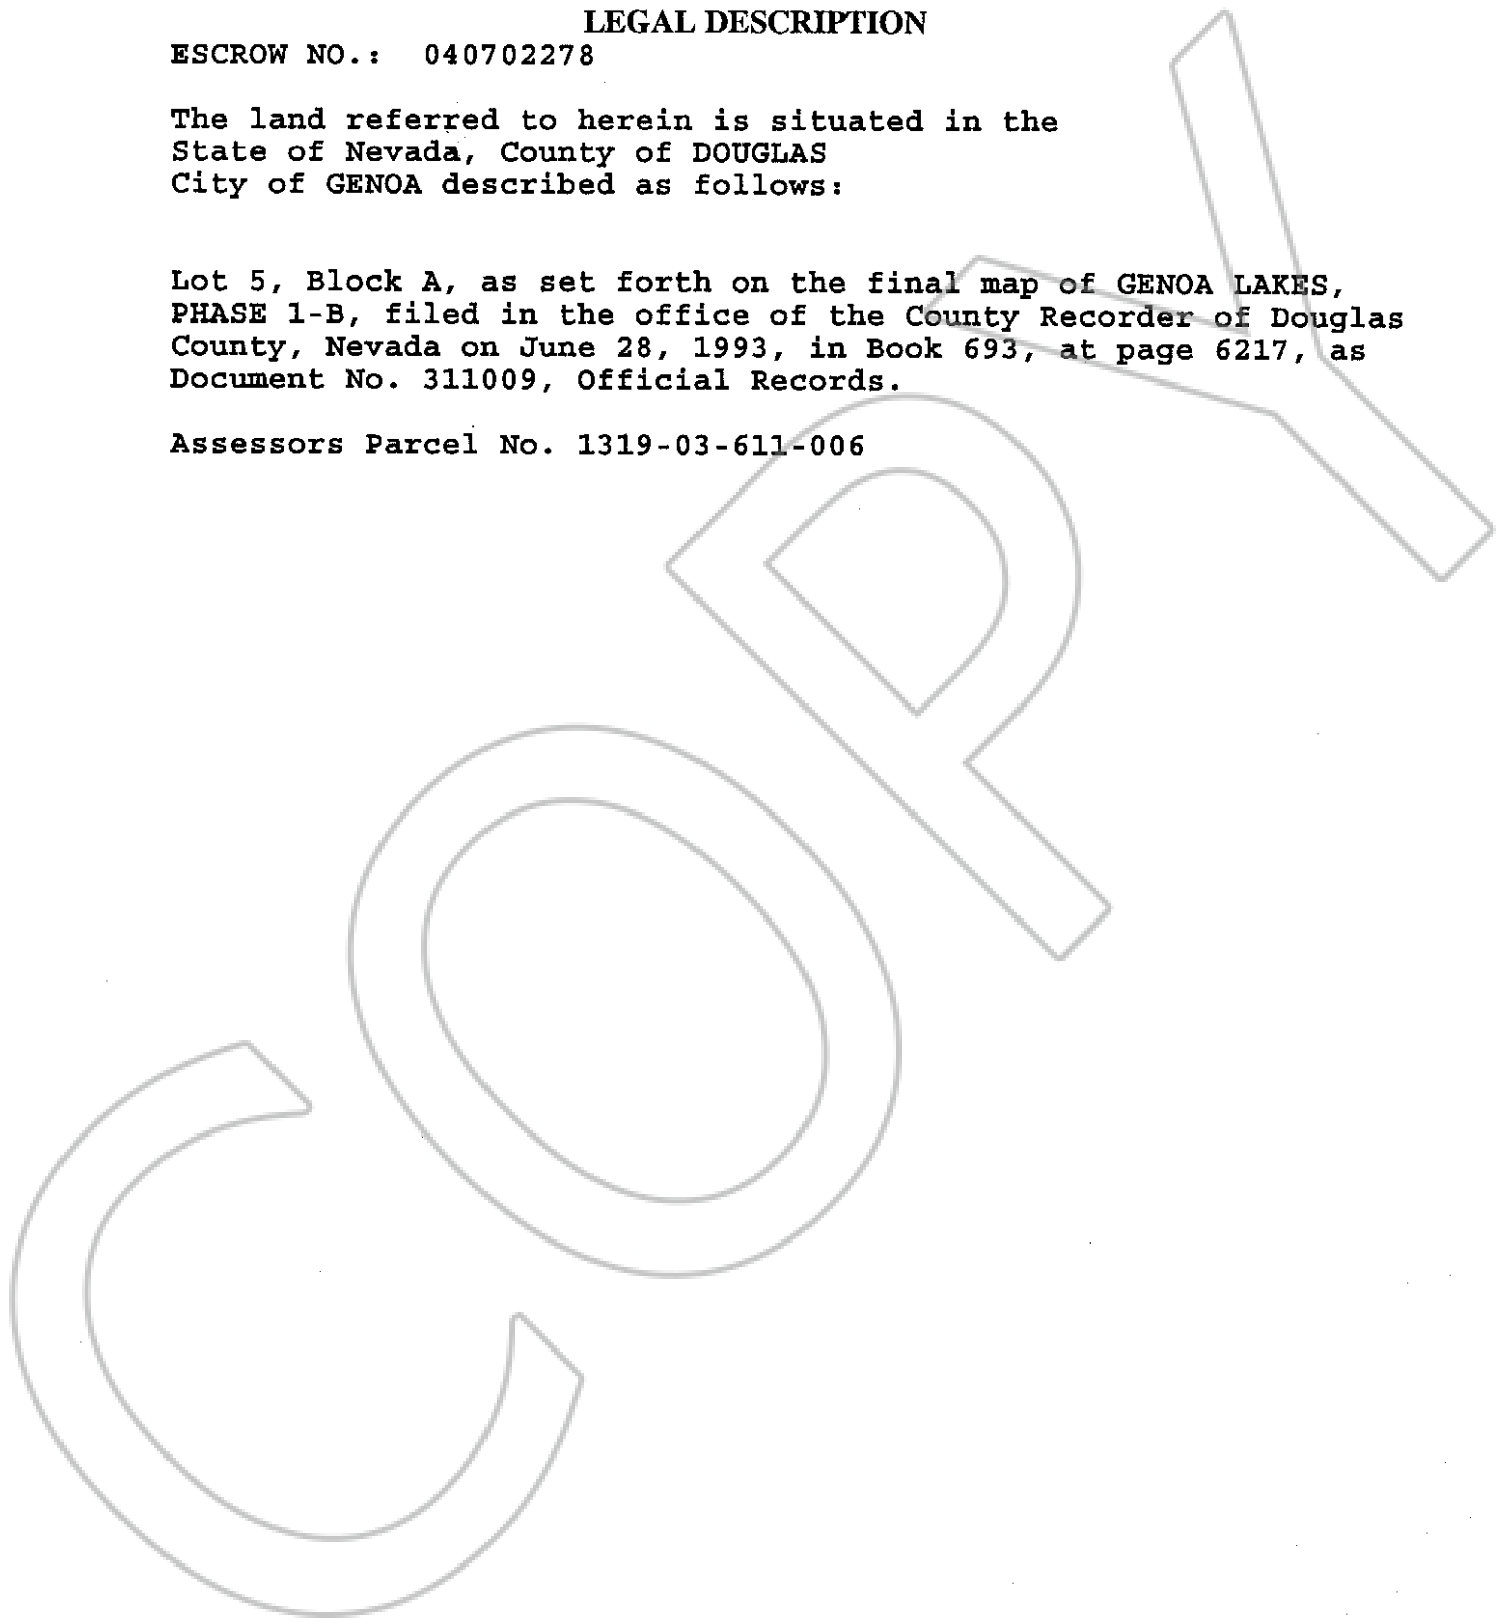 LEGAL DESCRIPTION
ESCROW NO.: 040702278
The land referred to herein is situated in the
State of Nevada, County of DOUGLAS
City of GENOA described as follows:
Lot 5, Block A, as set forth on the final map of GENOA LAKES,
PHASE 1-B, filed in the office of the County Recorder of Douglas
County, Nevada on June 28, 1993, in Book 693, at page 6217, as
Document No. 311009, Official Records.
Assessors Parcel No. 1319-03-611-006
COPY